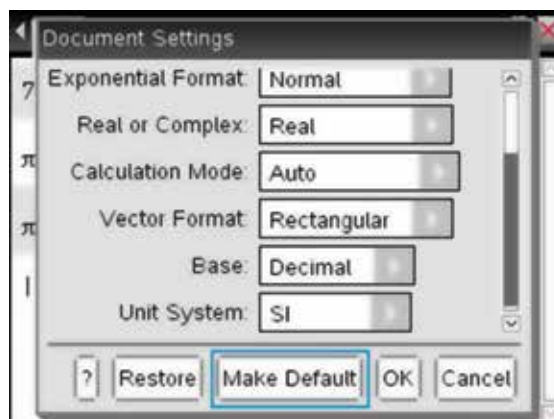 Document Settings
7 Exponential Format: Normal
Real or Complex: Real
π Calculation Mode: Auto
π Vector Format: Rectangular
Base: Decimal
Unit System: SI
? Restore Make Default OK Cancel